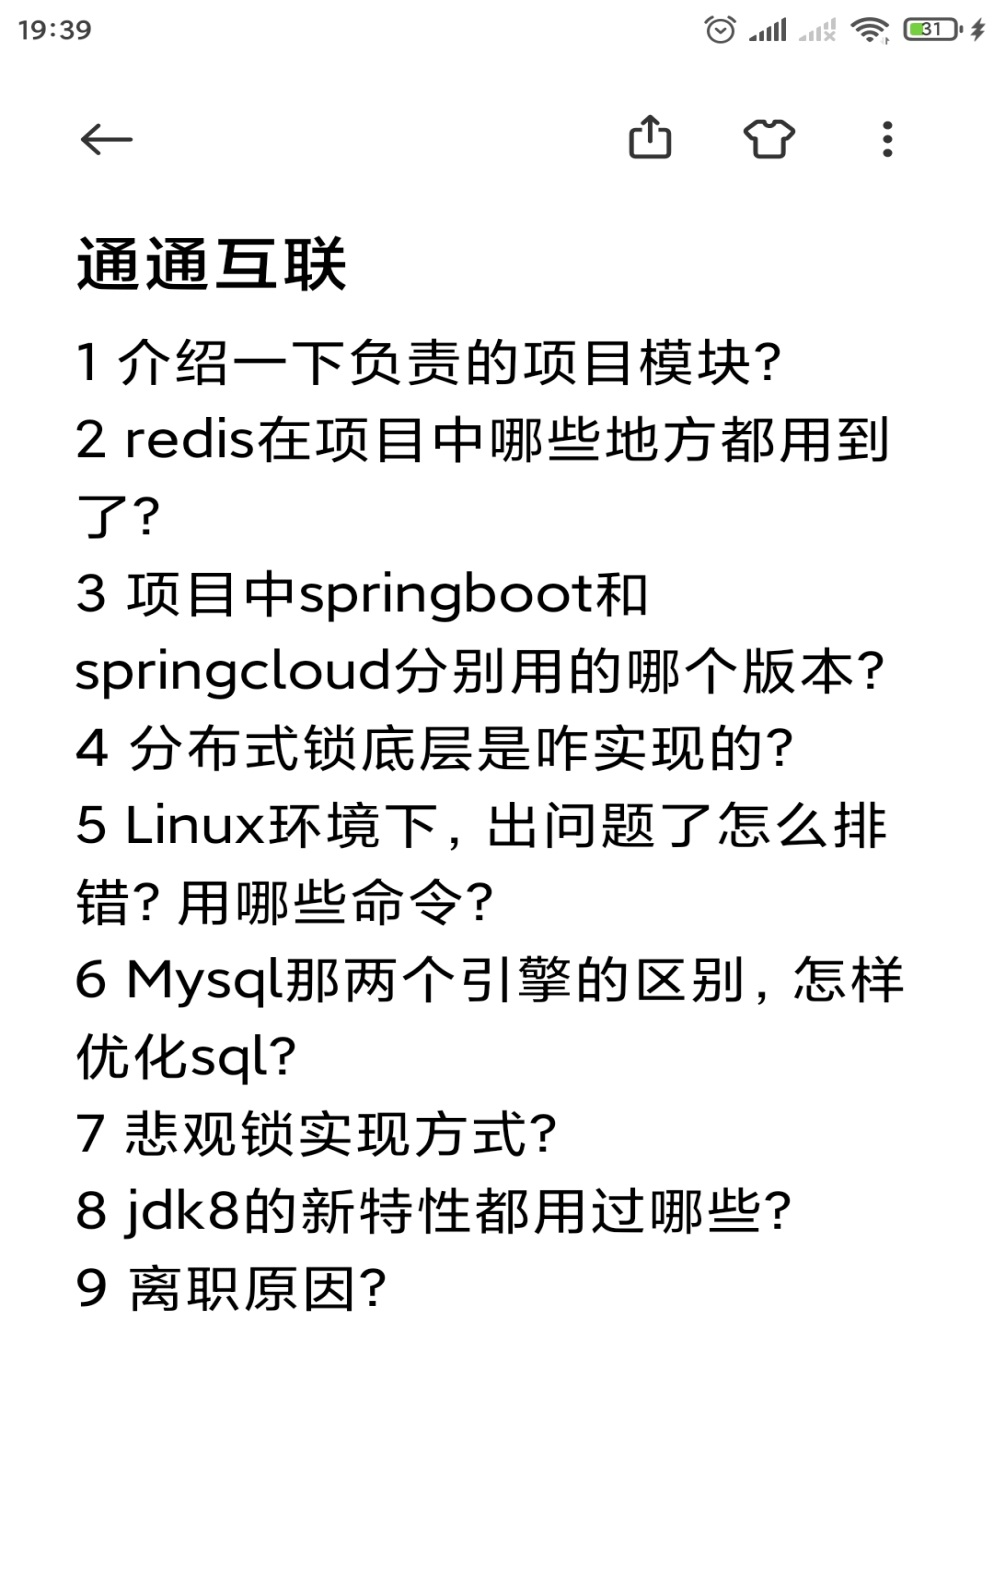 19:39
31
通通互联
1 介绍一下负责的项目模块?
2 redis在项目中哪些地方都用到
了?
3 项目中springboot和
springcloud分别用的哪个版本?
4 分布式锁底层是咋实现的?
5 Linux环境下, 出问题了怎么排
错? 用哪些命令?
6 Mysql那两个引擎的区别, 怎样
优化sql?
7 悲观锁实现方式?
8 jdk8的新特性都用过哪些?
9 离职原因?